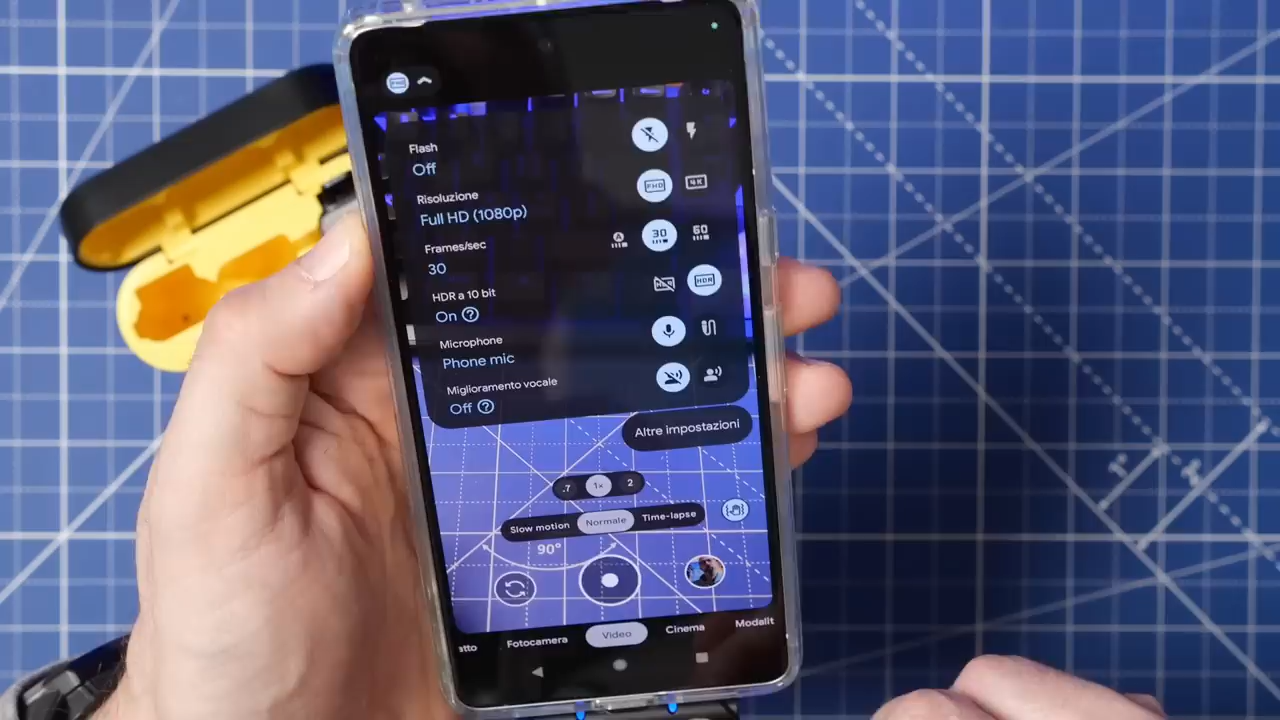 Flash
Off
Risoluzione
Full HD (1080p)
FHD
4K
Frames/sec
30
30
60
HDR a 10 bit
On
HDR
Microphone
Phone mic
Miglioramento vocale
Off
Altre impostazioni
.7 1× 2
Slow motion Normale Time-lapse
90°
tto Fotocamera Video Cinema Modalit